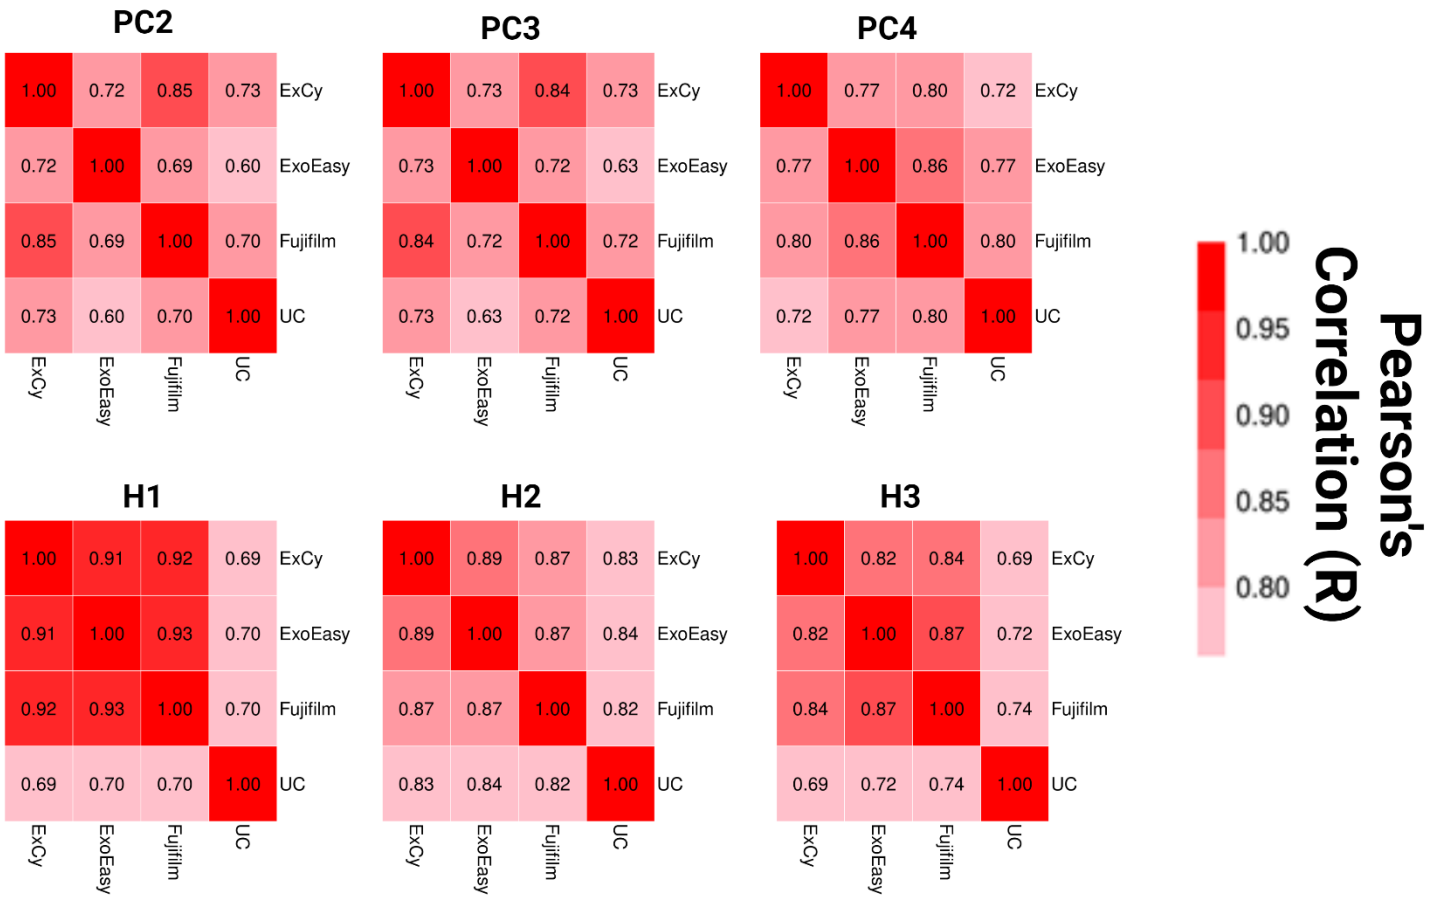 PC2
PC3
PC4
1.00 0.72 0.85 0.73 ExCy
0.72 1.00 0.69 0.60 ExoEasy
0.85 0.69 1.00 0.70 Fujifilm
0.73 0.60 0.70 1.00 UC
ExCy ExoEasy Fujifilm UC
1.00 0.73 0.84 0.73 ExCy
0.73 1.00 0.72 0.63 ExoEasy
0.84 0.72 1.00 0.72 Fujifilm
0.73 0.63 0.72 1.00 UC
ExCy ExoEasy Fujifilm UC
1.00 0.77 0.80 0.72 ExCy
0.77 1.00 0.86 0.77 ExoEasy
0.80 0.86 1.00 0.80 Fujifilm
0.72 0.77 0.80 1.00 UC
ExCy ExoEasy Fujifilm UC
H1
H2
H3
1.00 0.91 0.92 0.69 ExCy
0.91 1.00 0.93 0.70 ExoEasy
0.92 0.93 1.00 0.70 Fujifilm
0.69 0.70 0.70 1.00 UC
ExCy ExoEasy Fujifilm UC
1.00 0.89 0.87 0.83 ExCy
0.89 1.00 0.87 0.84 ExoEasy
0.87 0.87 1.00 0.82 Fujifilm
0.83 0.84 0.82 1.00 UC
ExCy ExoEasy Fujifilm UC
1.00 0.82 0.84 0.69 ExCy
0.82 1.00 0.87 0.72 ExoEasy
0.84 0.87 1.00 0.74 Fujifilm
0.69 0.72 0.74 1.00 UC
ExCy ExoEasy Fujifilm UC
1.00
0.95
0.90
0.85
0.80
Pearson's
Correlation (R)